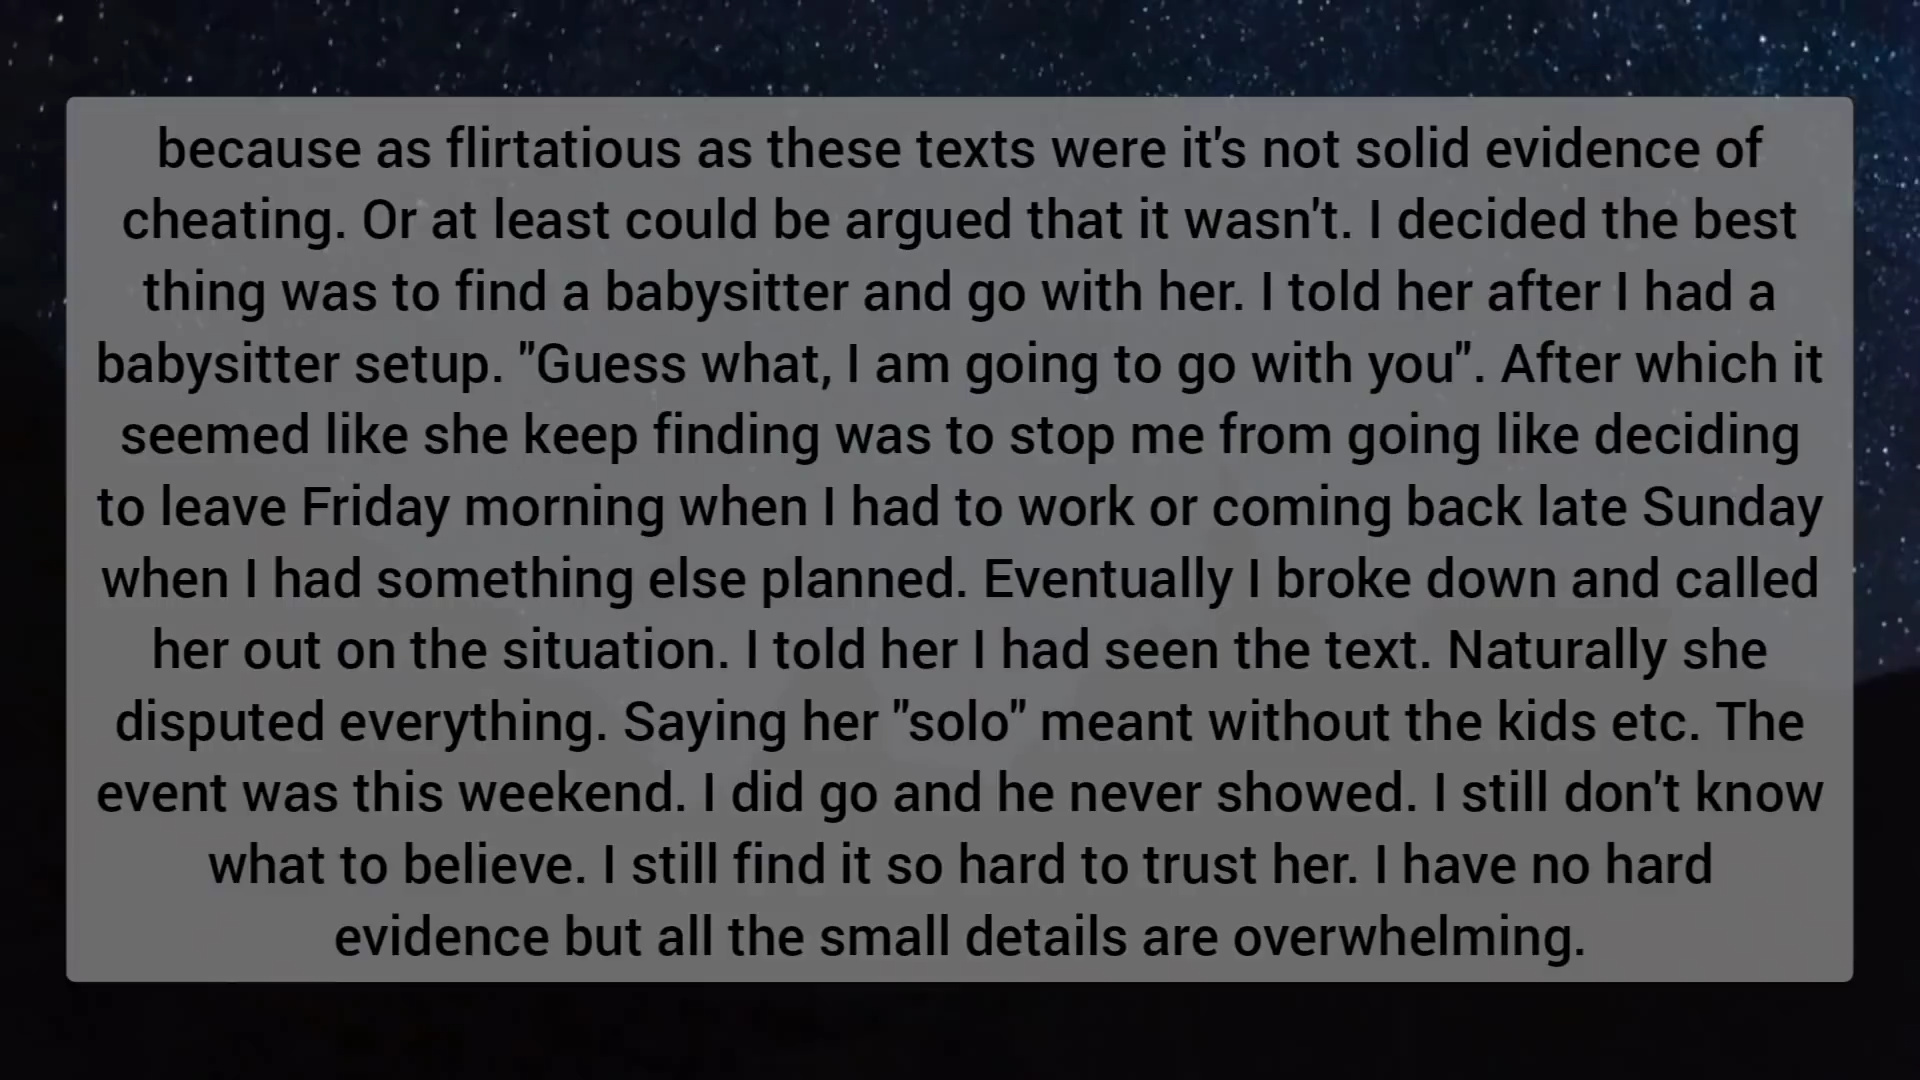 because as flirtatious as these texts were it's not solid evidence of
cheating. Or at least could be argued that it wasn't. I decided the best
thing was to find a babysitter and go with her. I told her after I had a
babysitter setup. "Guess what, I am going to go with you". After which it
seemed like she keep finding was to stop me from going like deciding
to leave Friday morning when I had to work or coming back late Sunday
when I had something else planned. Eventually I broke down and called
her out on the situation. I told her I had seen the text. Naturally she
disputed everything. Saying her "solo" meant without the kids etc. The
event was this weekend. I did go and he never showed. I still don't know
what to believe. I still find it so hard to trust her. I have no hard
evidence but all the small details are overwhelming.